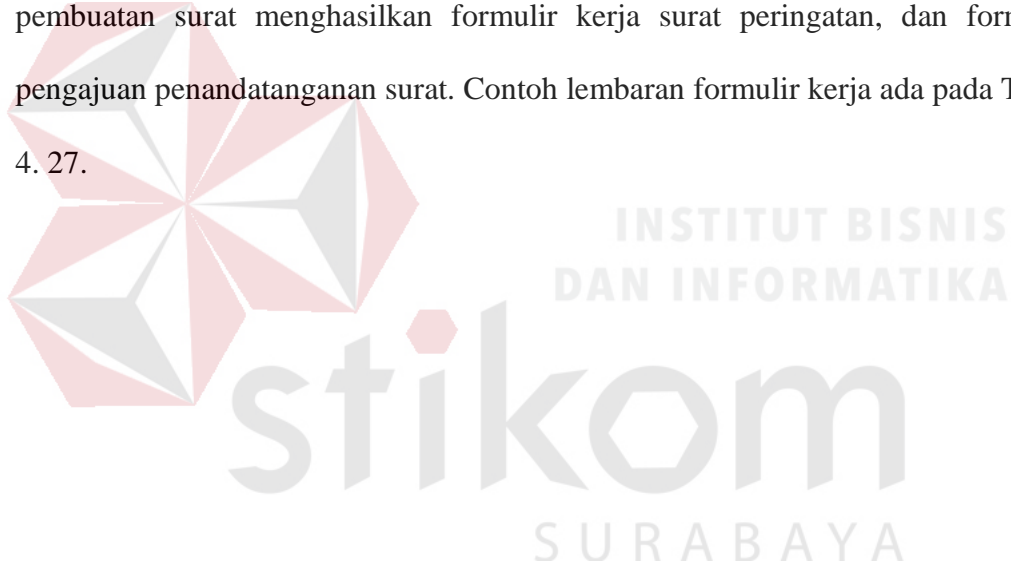 pembuatan surat menghasilkan formulir kerja surat peringatan, dan for
pengajuan penandatanganan surat. Contoh lembaran formulir kerja ada pada T
4. 27.
INSTITUT BISNIS
DAN INFORMATIKA
stikom
SURABAYA